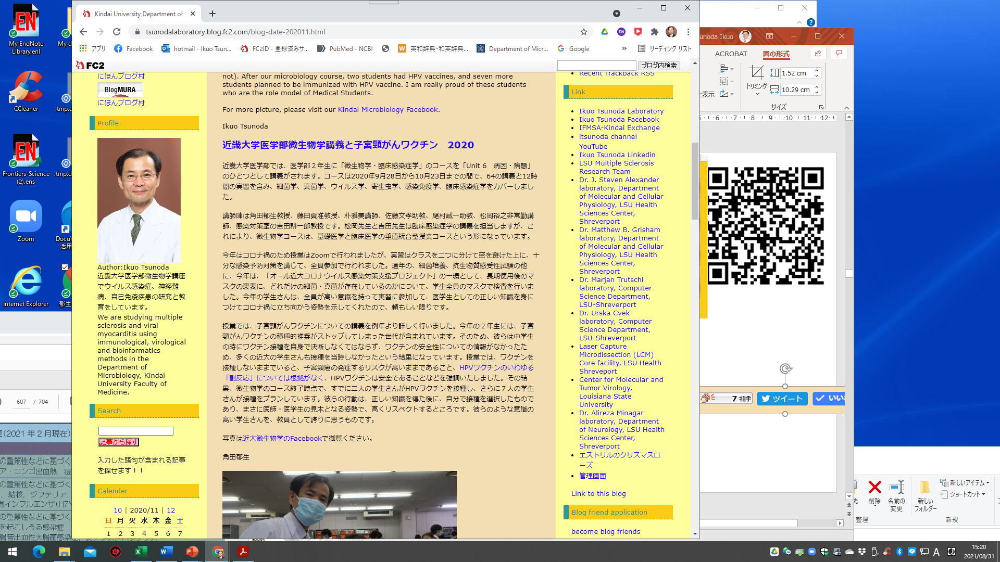 My EndNote
Library.enl
My d
CCleaner
.tmp.d
Frontiers-Science
(2).ens
.tmp.d
Zoom
DocuW
活用
Internet Explorer
郁生
607 / 704
(2021 年 2 月現在)
の重篤性などに基づく
ア・コンゴ出血熱, 痘
の重篤性などに基づく
, 結核, ジフテリア,
鳥インフルエンザ(H7N
の重篤性などに基づく
を起こしうる感染症
腸管出血性大腸菌感染症
Kindai University Department of
tsunodalaboratory.blog.fc2.com/blog-date-202011.html
アプリ
Facebook
hotmail - Ikuo Tsun...
FC2ID - 登録済みサ...
PubMed - NCBI
英和辞典・和英辞典...
Department of Micr...
Google
»
リーディング リスト
FC2
ブログ内検索
にほんブログ村
BlogMURA
にほんブログ村
Profile
Author:Ikuo Tsunoda
近畿大学医学部微生物学講座
でウイルス感染症、神経難
病、自己免疫疾患の研究と教
育をしています。
We are studying multiple
sclerosis and viral
myocarditis using
immunological, virological
and bioinformatics
methods in the
Department of
Microbiology, Kindai
University Faculty of
Medicine.
Search
記事から探す
入力した語句が含まれる記事
を探せます！！
Calender
10 | 2020/11 | 12
日 月 火 水 木 金 土
1 2 3 4 5 6 7
not). After our microbiology course, two students had HPV vaccines, and seven more
students planned to be immunized with HPV vaccine. I am really proud of these students
who are the role model of Medical Students.
For more picture, please visit our Kindai Microbiology Facebook.
Ikuo Tsunoda
近畿大学医学部微生物学講義と子宮頸がんワクチン　2020
近畿大学医学部では、医学部２年生に「微生物学・臨床感染症学」のコースを「Unit 6　病因・病態」
のひとつとして講義がされます。コースは2020年9月28日から10月23日までの間で、64の講義と12時
間の実習を含み、細菌学、真菌学、ウイルス学、寄生虫学、感染免疫学、臨床感染症学をカバーしまし
た。
講師陣は角田郁生教授、藤田貢准教授、朴雅美講師、佐藤文孝助教、尾村誠一助教、松岡裕之非常勤講
師、感染対策室の吉田耕一郎教授です。松岡先生と吉田先生は臨床感染症学の講義を担当しますが、こ
れにより、微生物学コースは、基礎医学と臨床医学の垂直統合型授業コースという形になっています。
今年はコロナ禍のため授業はZoomで行われましたが、実習はクラスを二つに分けて密を避けた上に、十
分な感染予防対策を講じて、全員参加で行われました。通年の、細菌培養、抗生物質感受性試験の他
に、今年は、「オール近大コロナウイルス感染対策支援プロジェクト」の一環として、長期使用後のマ
スクの裏表に、どれだけの細菌・真菌が存在しているのかについて、学生全員のマスクで検査を行いま
した。今年の学生さんは、全員が高い意識を持って実習に参加して、医学生としての正しい知識を身に
つけてコロナ禍に立ち向かう姿勢を示してくれたので、頼もしい限りです。
授業では、子宮頸がんワクチンについての講義を例年より詳しく行いました。今年の２年生には、子宮
頸がんワクチンの積極的推奨がストップしてしまった世代が含まれています。そのため、彼らは中学生
の時にワクチン接種を自身で決断しなくてはならず、ワクチンの安全性についての情報がなかったた
め、多くの近大の学生さんも接種を当時しなかったという結果になっています。授業では、ワクチンを
接種しないままでいると、子宮頸癌の発症するリスクが高いままであること、HPVワクチンのいわゆる
「副反応」については根拠がなく、HPVワクチンは安全であることなどを強調いたしました。その結
果、微生物学のコース終了時点で、すでに二人の学生さんがHPVワクチンを接種し、さらに７人の学生
さんが接種をプランしています。彼らの行動は、正しい知識を得た後に、自分で接種を選択したもので
あり、まさに医師・医学生の見本となる姿勢で、高くリスペクトするところです。彼らのような意識の
高い学生さんを、教員として誇りに思うものです。
写真は近大微生物学のFacebookで御覧ください。
角田郁生
Recent Trackback RSS
Link
Ikuo Tsunoda Laboratory
Ikuo Tsunoda Facebook
IFMSA-Kindai Exchange
itsunoda channel
YouTube
Ikuo Tsunoda Linkedin
LSU Multiple Sclerosis
Research Team
Dr. J. Steven Alexander
laboratory, Department
of Molecular and Cellular
Physiology, LSU Health
Sciences Center,
Shreverport
Dr. Matthew B. Grisham
laboratory, Department
of Molecular and Cellular
Physiology, LSU Health
Sciences Center,
Shreverport
Dr. Marjan Trutschl
laboratory, Computer
Science Department,
LSU-Shreverport
Dr. Urska Cvek
laboratory, Computer
Science Department,
LSU-Shreverport
Laser Capture
Microdissection (LCM)
Core facility, LSU Health
Shreveport
Center for Molecular and
Tumor Virology,
Louisiana State
University
Dr. Alireza Minagar
laboratory, Department
of Neurology, LSU Health
Sciences Center,
Shreverport
エストリルのクリスマスロ
ーズ
管理画面
Link to this blog
Blog friend application
become blog friends
unoda Ikuo
ACROBAT
図の形式
と表示
トリミング
1.52 cm
10.29 cm
サイズ
6 7 8 9 10 11 12
7 拍手
ツイート
いい
先
削除
名前の
変更
新しい
フォルダー
新しいアイテム
ショートカット
整理
新規
A
15:20
2021/08/31